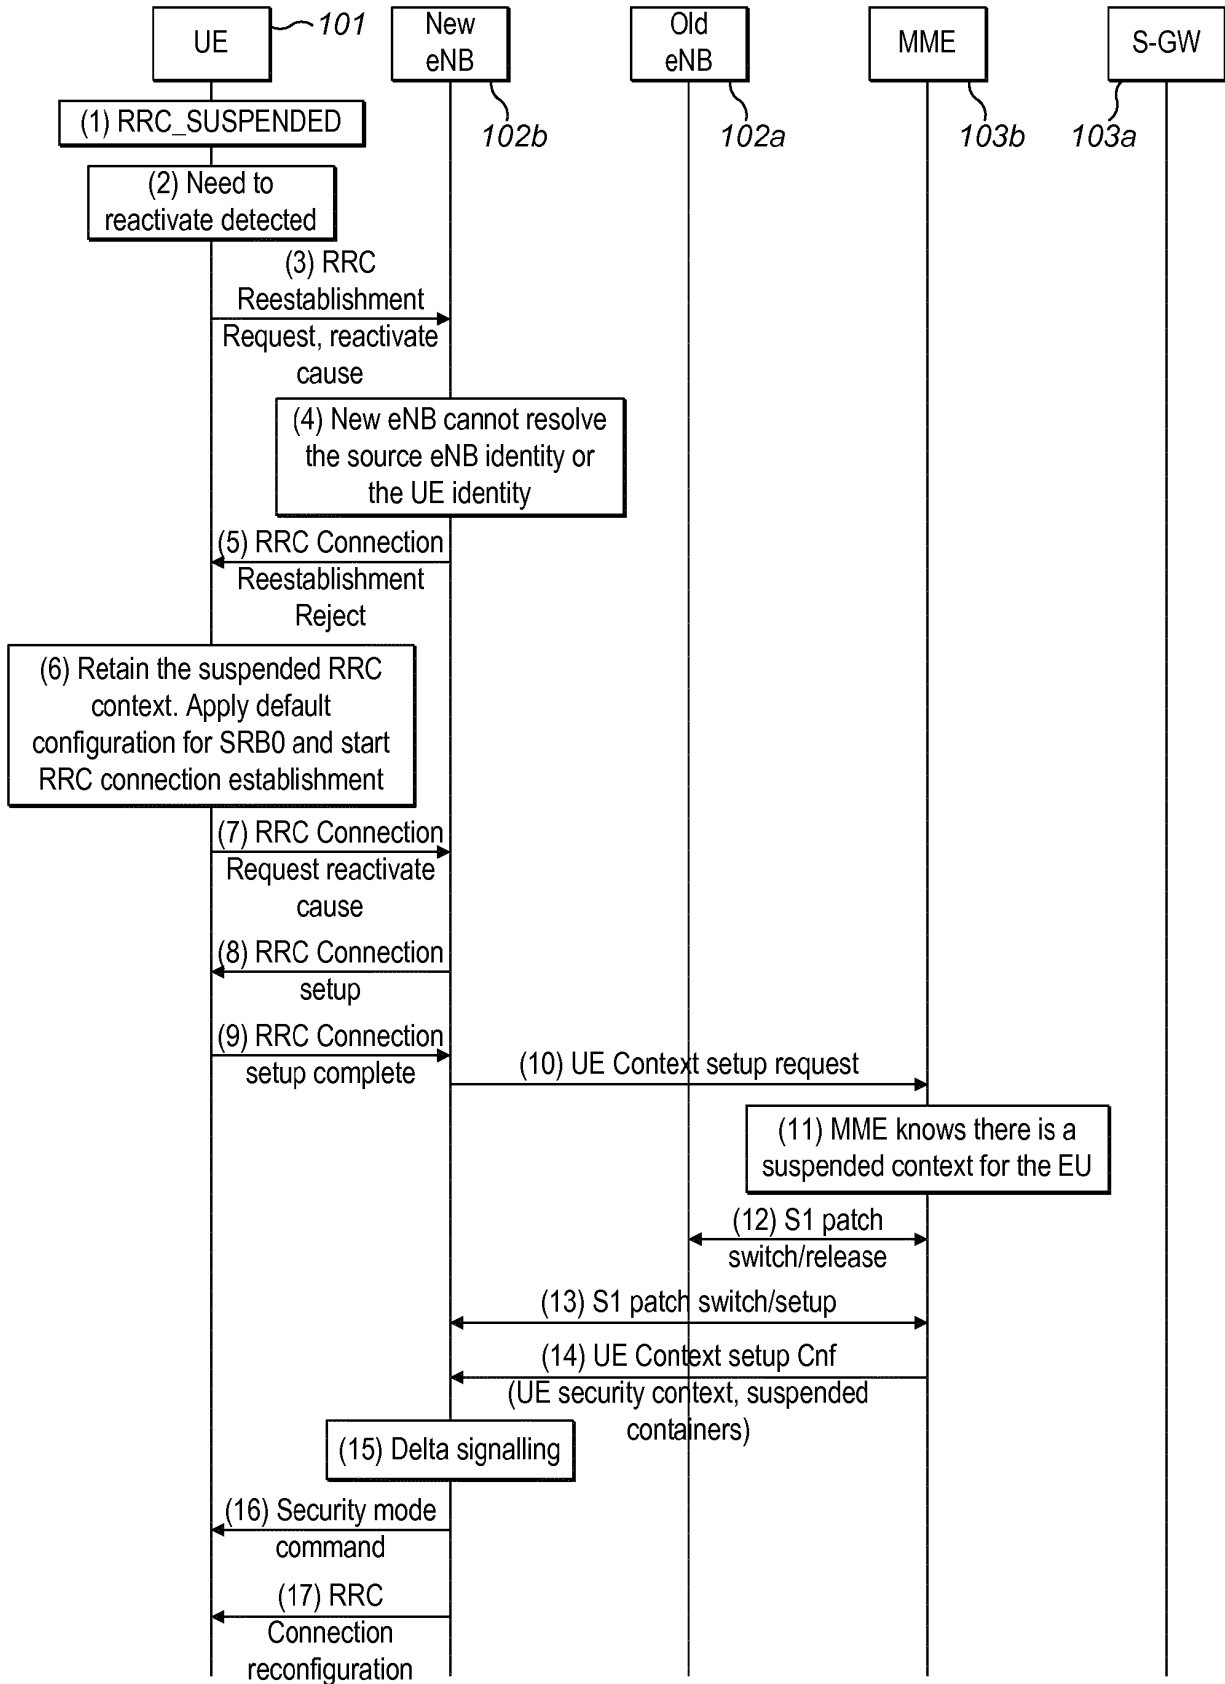 UE
101
New
eNB
Old
eNB
MME
S-GW
102b
102a
103b
103a
(1) RRC_SUSPENDED
(2) Need to
reactivate detected
(3) RRC
Reestablishment
Request, reactivate
cause
(4) New eNB cannot resolve
the source eNB identity or
the UE identity
(5) RRC Connection
Reestablishment
Reject
(6) Retain the suspended RRC
context. Apply default
configuration for SRB0 and start
RRC connection establishment
(7) RRC Connection
Request reactivate
cause
(8) RRC Connection
setup
(9) RRC Connection
setup complete
(10) UE Context setup request
(11) MME knows there is a
suspended context for the EU
(12) S1 patch
switch/release
(13) S1 patch switch/setup
(14) UE Context setup Cnf
(UE security context, suspended
containers)
(15) Delta signalling
(16) Security mode
command
(17) RRC
Connection
reconfiguration